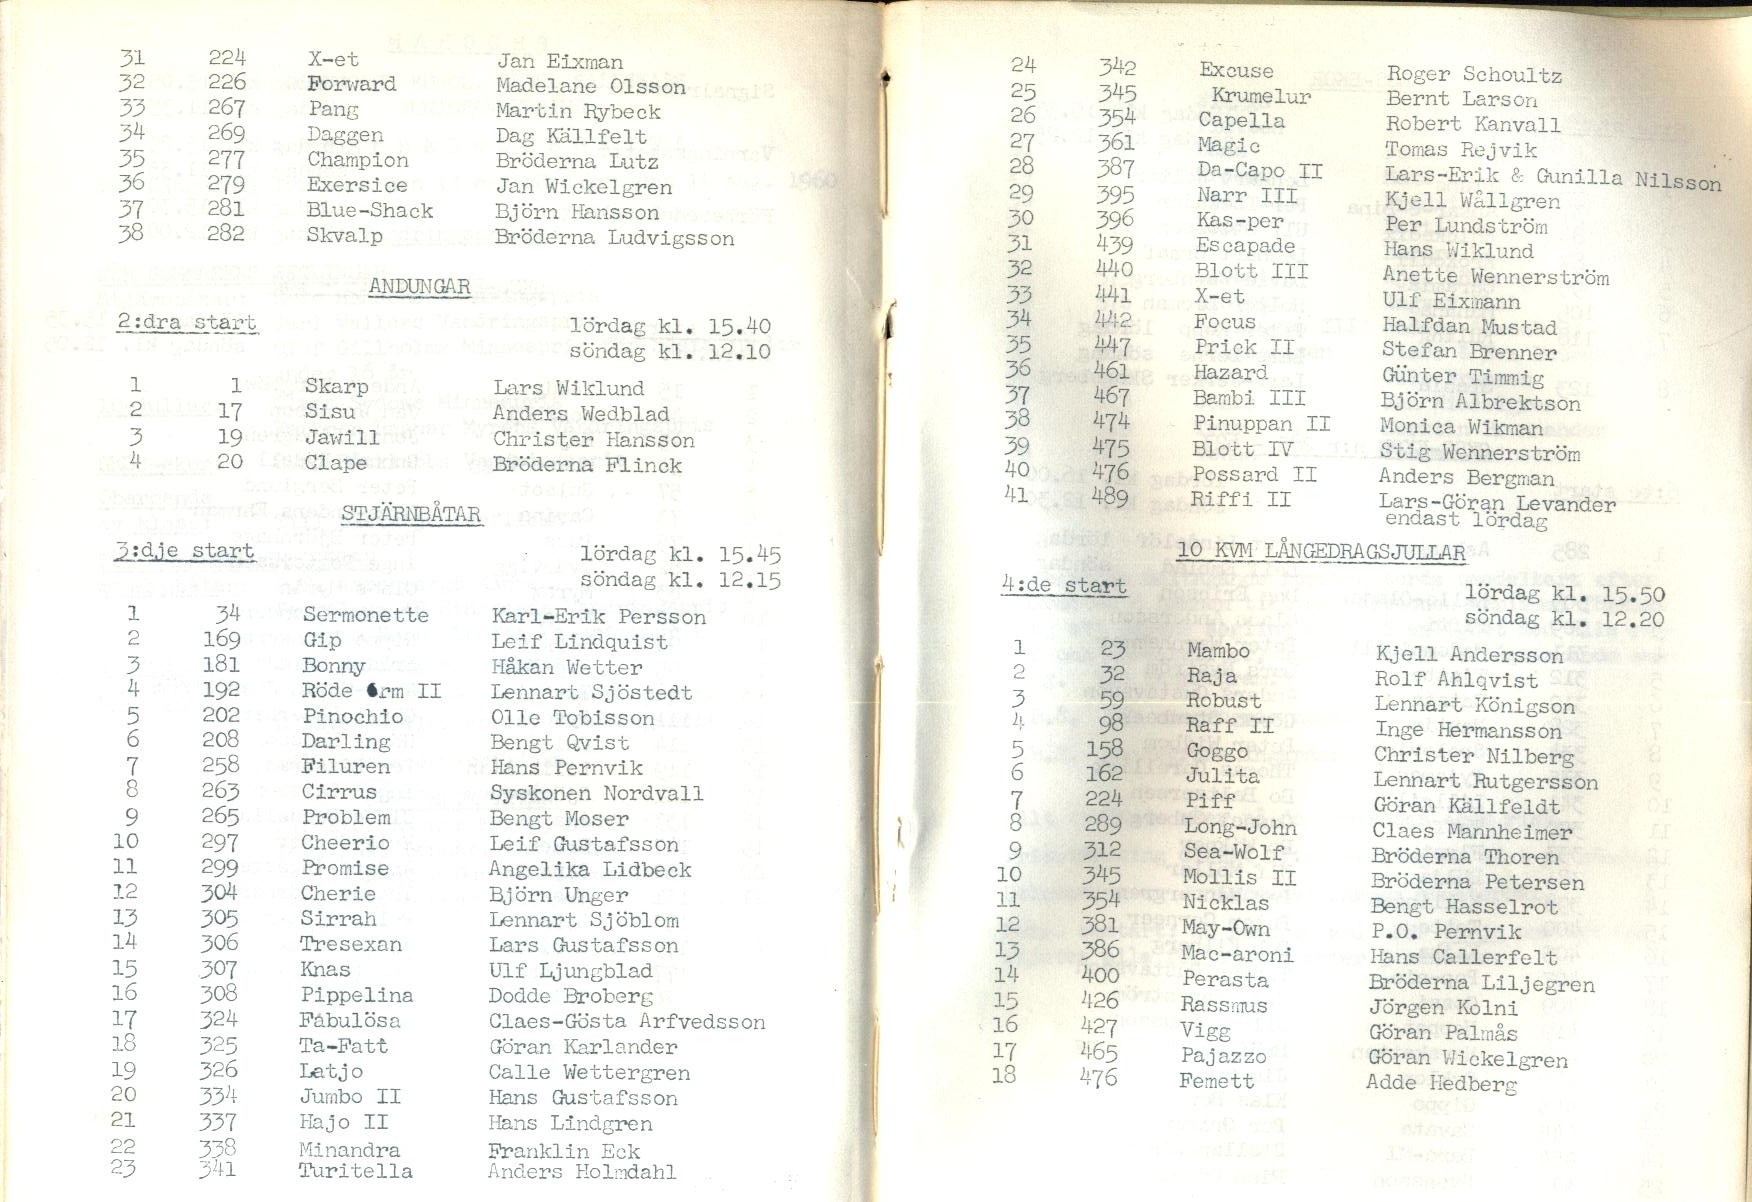 31 224 X-et Jan Eixman
32 226 Forward Madelane Olsson
33 267 Pang Martin Rybeck
34 269 Daggen Dag Källfelt
35 277 Champion Bröderna Lutz
36 279 Exersice Jan Wickelgren
37 281 Blue-Shack Björn Hansson
38 282 Skvalp Bröderna Ludvigsson
ANDUNGAR
2:dra start lördag kl. 15.40
söndag kl. 12.10
1 1 Skarp Lars Wiklund
2 17 Sisu Anders Wedblad
3 19 Jawill Christer Hansson
4 20 Clape Bröderna Flinck
STJÄRNBÅTAR
3:dje start lördag kl. 15.45
söndag kl. 12.15
1 34 Sermonette Karl-Erik Persson
2 169 Gip Leif Lindquist
3 181 Bonny Håkan Wetter
4 192 Röde Orm II Lennart Sjöstedt
5 202 Pinochio Olle Tobisson
6 208 Darling Bengt Qvist
7 258 Filuren Hans Pernvik
8 263 Cirrus Syskonen Nordvall
9 265 Problem Bengt Moser
10 297 Cheerio Leif Gustafsson
11 299 Promise Angelika Lidbeck
12 304 Cherie Björn Unger
13 305 Sirrah Lennart Sjöblom
14 306 Tresexan Lars Gustafsson
15 307 Knas Ulf Ljungblad
16 308 Pippelina Dodde Broberg
17 324 Fabulösa Claes-Gösta Arfvedsson
18 325 Ta-Fatt Göran Karlander
19 326 Latjo Calle Wettergren
20 334 Jumbo II Hans Gustafsson
21 337 Hajo II Hans Lindgren
22 338 Minandra Franklin Eck
23 341 Turitella Anders Holmdahl
24 342 Excuse Roger Schoultz
25 345 Krumelur Bernt Larson
26 354 Capella Robert Kanvall
27 361 Magic Tomas Rejvik
28 387 Da-Capo II Lars-Erik & Gunilla Nilsson
29 395 Narr III Kjell Wållgren
30 396 Kas-per Per Lundström
31 439 Escapade Hans Wiklund
32 440 Blott III Anette Wennerström
33 441 X-et Ulf Eixmann
34 442 Focus Halfdan Mustad
35 447 Prick II Stefan Brenner
36 461 Hazard Günter Timmig
37 467 Bambi III Björn Albrektson
38 474 Pinuppan II Monica Wikman
39 475 Blott IV Stig Wennerström
40 476 Possard II Anders Bergman
41 489 Riffi II Lars-Göran Levander
endast lördag
10 KVM LÅNGEDRAGSJULLAR
4:de start lördag kl. 15.50
söndag kl. 12.20
1 23 Mambo Kjell Andersson
2 32 Raja Rolf Ahlqvist
3 59 Robust Lennart Königson
4 98 Raff II Inge Hermansson
5 158 Goggo Christer Nilberg
6 162 Julita Lennart Rutgersson
7 224 Piff Göran Källfeldt
8 289 Long-John Claes Mannheimer
9 312 Sea-Wolf Bröderna Thoren
10 345 Mollis II Bröderna Petersen
11 354 Nicklas Bengt Hasselrot
12 381 May-Own P.O. Pernvik
13 386 Mac-aroni Hans Callerfelt
14 400 Perasta Bröderna Liljegren
15 426 Rassmus Jörgen Kolni
16 427 Vigg Göran Palmås
17 465 Pajazzo Göran Wickelgren
18 476 Femett Adde Hedberg